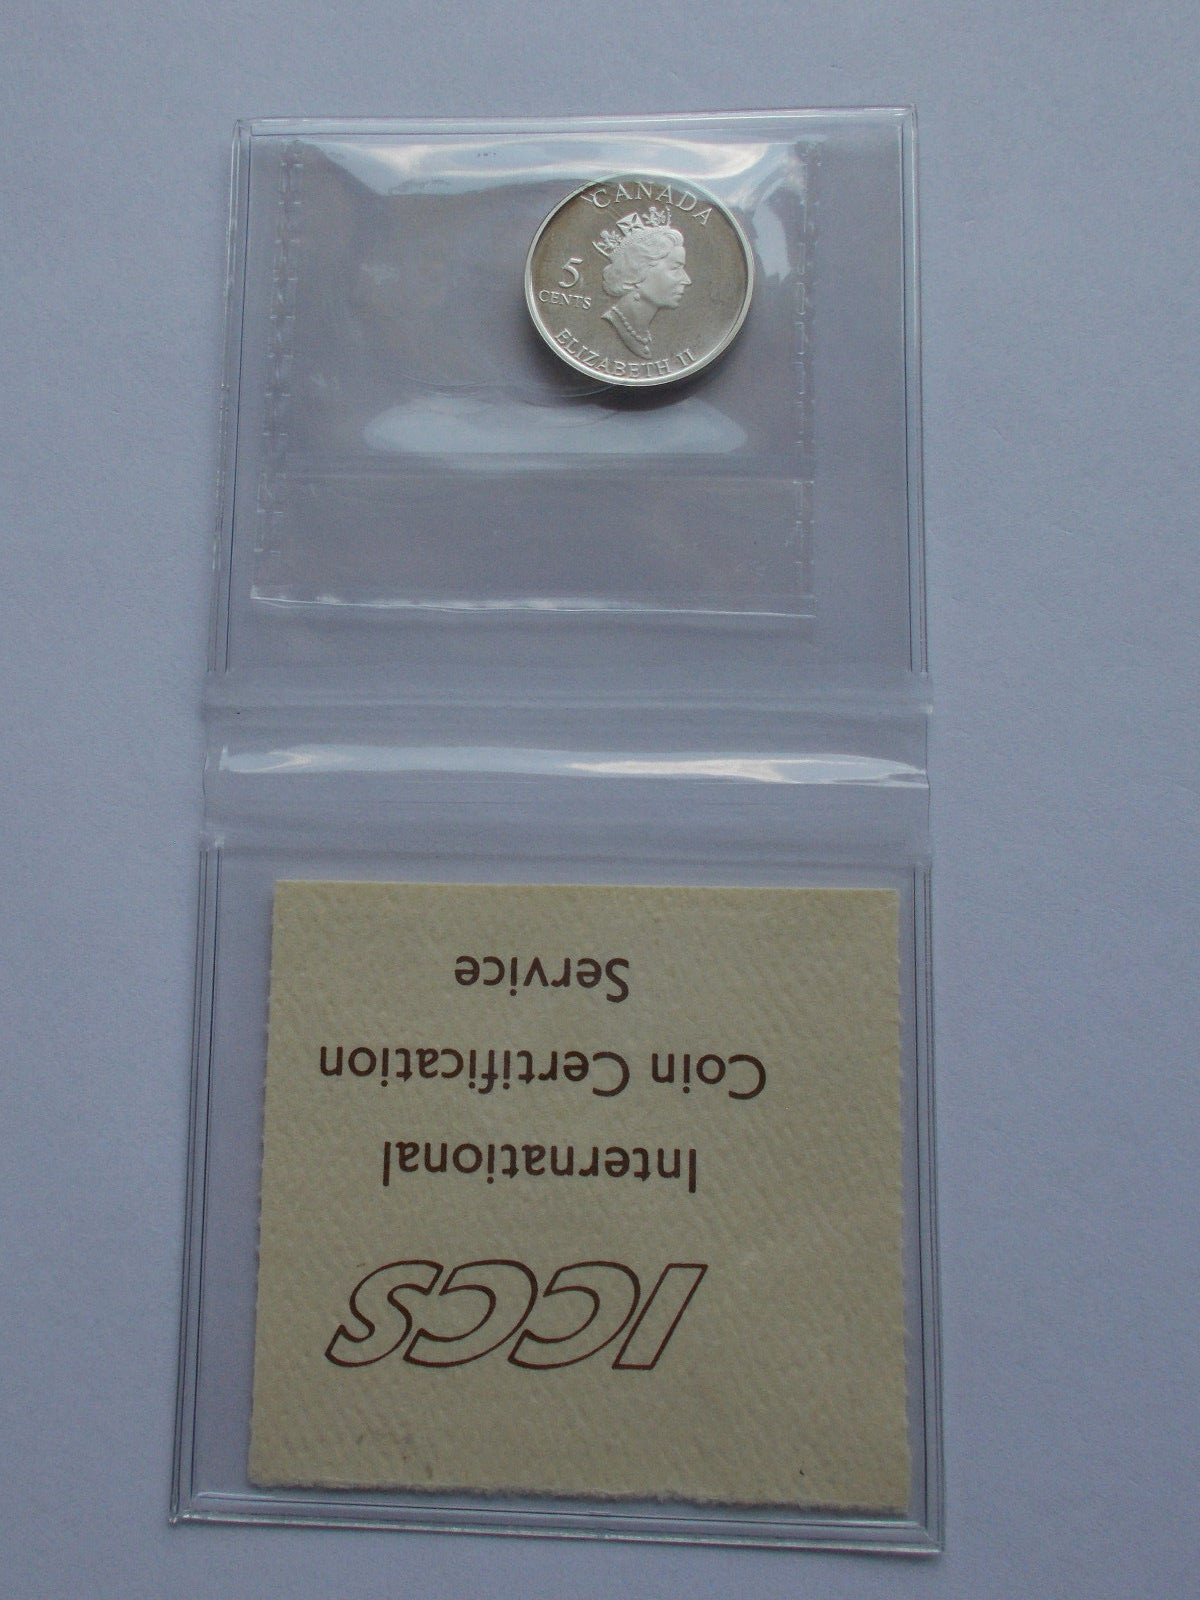 CANADA
5
CENTS
ELIZABETH II
ICCS
International
Coin Certification
Service